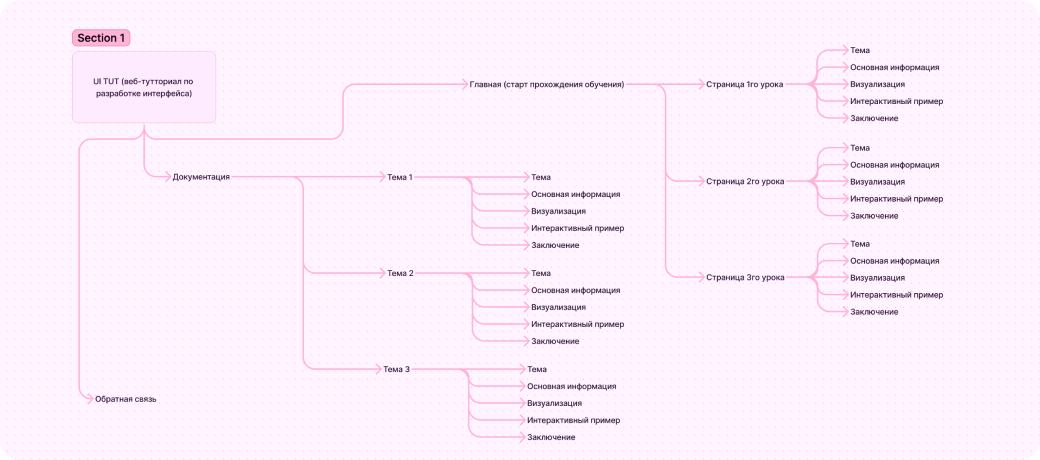 Section 1
UI TUT (веб-тутториал по
разработке интерфейса)
Главная (старт прохождения обучения)
Страница 1го урока
Тема
Основная информация
Визуализация
Интерактивный пример
Заключение
Страница 2го урока
Тема
Основная информация
Визуализация
Интерактивный пример
Заключение
Страница 3го урока
Тема
Основная информация
Визуализация
Интерактивный пример
Заключение
Документация
Тема 1
Тема
Основная информация
Визуализация
Интерактивный пример
Заключение
Тема 2
Тема
Основная информация
Визуализация
Интерактивный пример
Заключение
Тема 3
Тема
Основная информация
Визуализация
Интерактивный пример
Заключение
Обратная связь